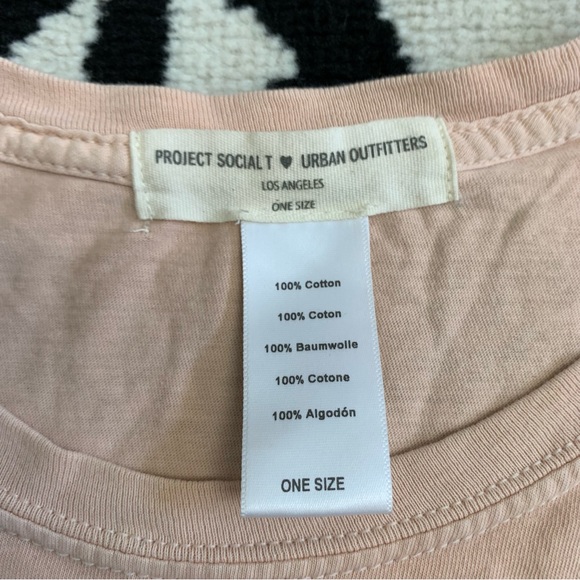 PROJECT SOCIAL T ♥ URBAN OUTFITTERS
LOS ANGELES
ONE SIZE
100% Cotton
100% Coton
100% Baumwolle
100% Cotone
100% Algodón
ONE SIZE